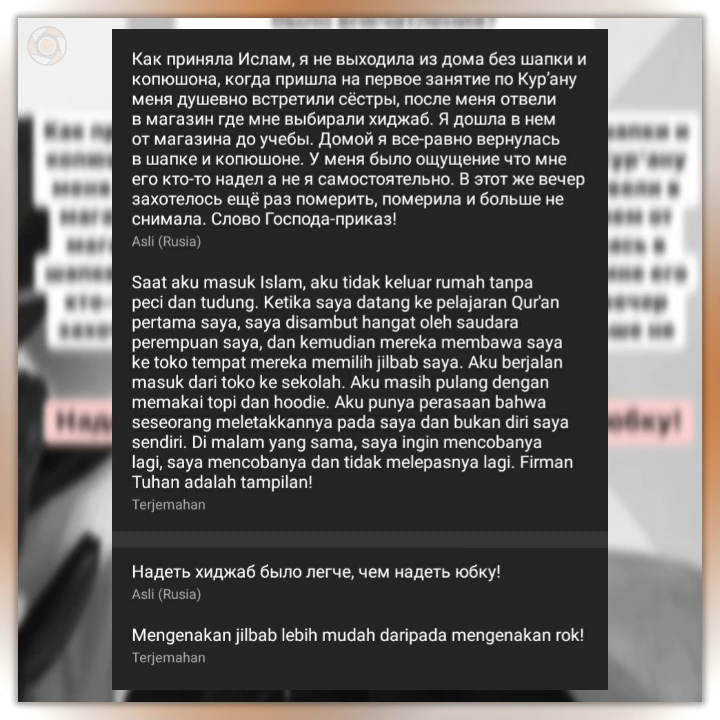 Как приняла Ислам, я не выходила из дома без шапки и
копюшона, когда пришла на первое занятие по Кур’ану
меня душевно встретили сёстры, после меня отвели
в магазин где мне выбирали хиджаб. Я дошла в нем
от магазина до учебы. Домой я все-равно вернулась
в шапке и копюшоне. У меня было ощущение что мне
его кто-то надел а не я самостоятельно. В этот же вечер
захотелось ещё раз померить, померила и больше не
снимала. Слово Господа-приказ!
Asli (Rusia)
Saat aku masuk Islam, aku tidak keluar rumah tanpa
peci dan tudung. Ketika saya datang ke pelajaran Qur'an
pertama saya, saya disambut hangat oleh saudara
perempuan saya, dan kemudian mereka membawa saya
ke toko tempat mereka memilih jilbab saya. Aku berjalan
masuk dari toko ke sekolah. Aku masih pulang dengan
memakai topi dan hoodie. Aku punya perasaan bahwa
seseorang meletakkannya pada saya dan bukan diri saya
sendiri. Di malam yang sama, saya ingin mencobanya
lagi, saya mencobanya dan tidak melepasnya lagi. Firman
Tuhan adalah tampilan!
Terjemahan
Надеть хиджаб было легче, чем надеть юбку!
Asli (Rusia)
Mengenakan jilbab lebih mudah daripada mengenakan rok!
Terjemahan